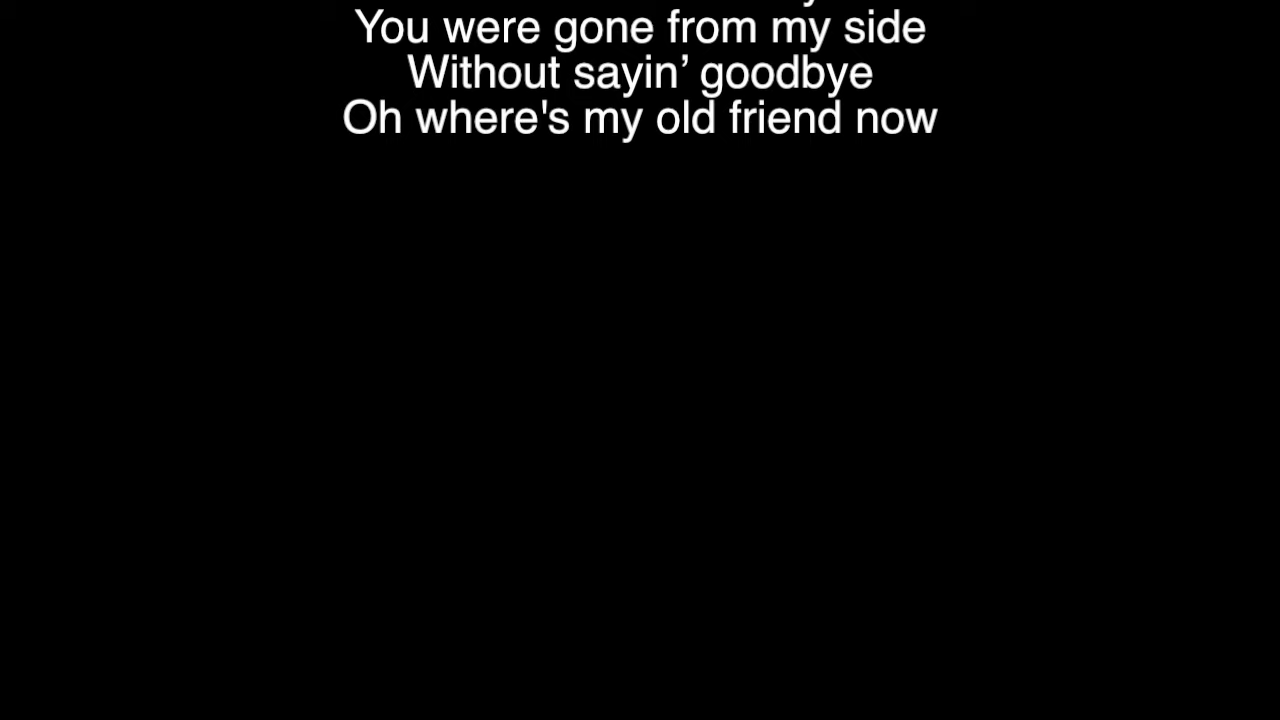 You were gone from my side
Without sayin’ goodbye
Oh where's my old friend now